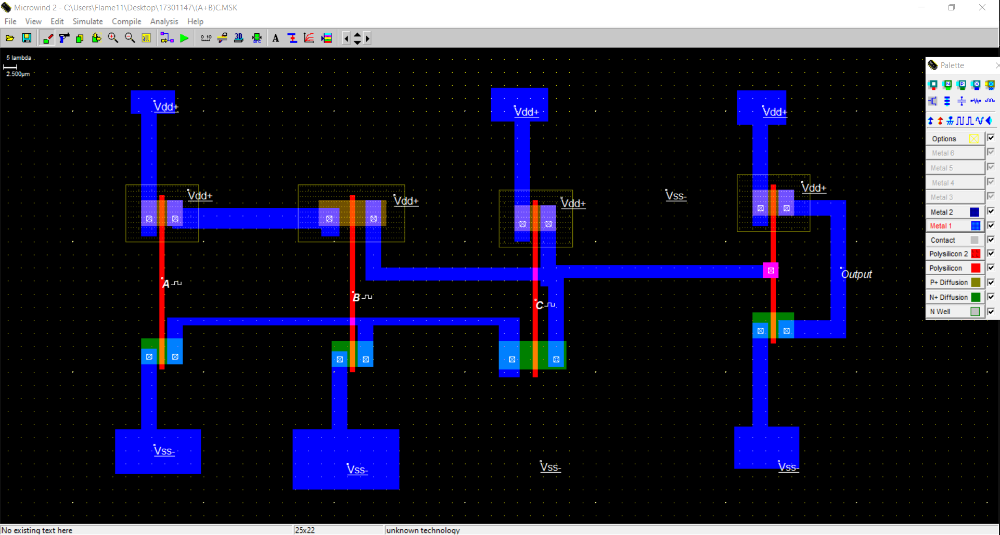 Microwind 2 - C:\Users\Flame11\Desktop\17301147\(A+B)C.MSK
File View Edit Simulate Compile Analysis Help
5 lambda
2.500µm
Palette
Vdd+
Vdd+
Vdd+
Options
Metal 6
Metal 5
Metal 4
Metal 3
Metal 2
Metal 1
Contact
Polysilicon 2
Polysilicon
P+ Diffusion
N+ Diffusion
N Well
Vdd+
Vdd+
Vdd+
Vss-
Vdd+
Output
A
B
C
Vss-
Vss-
Vss-
Vss-
No existing text here
25x22
unknown technology